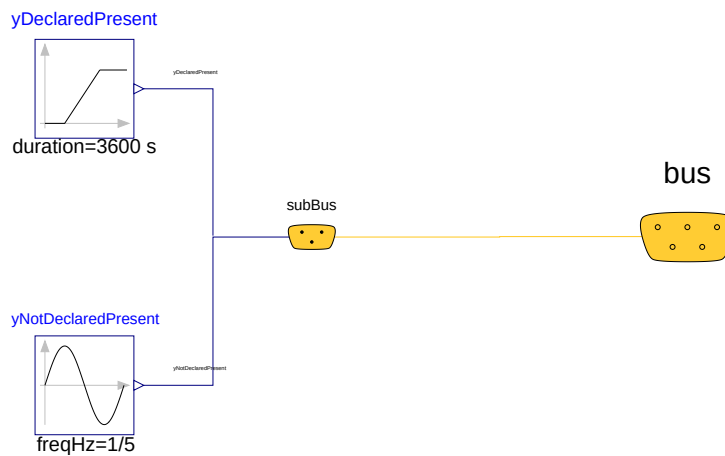 yDeclaredPresent
yDeclaredPresent
duration=3600 s
bus
subBus
yNotDeclaredPresent
yNotDeclaredPresent
freqHz=1/5